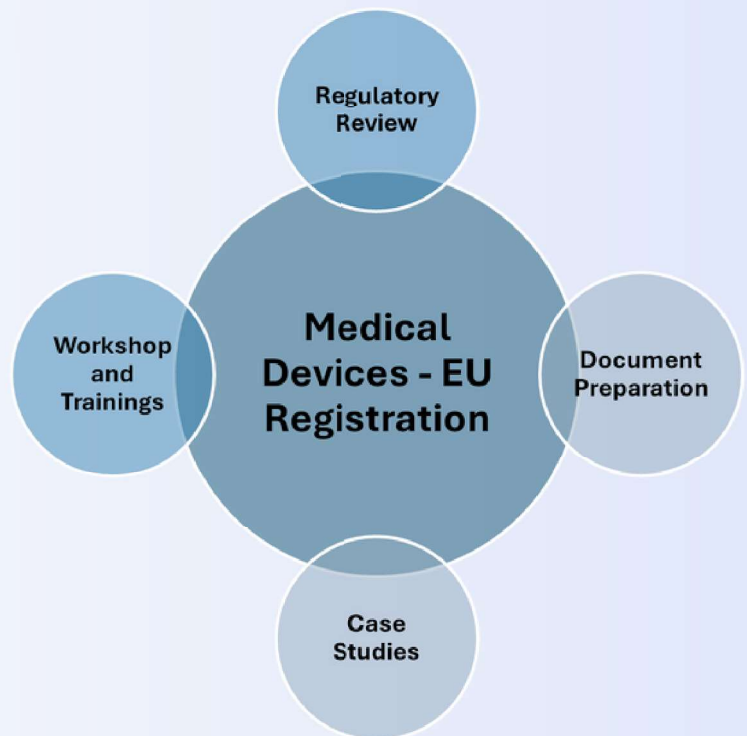 Regulatory
Review
Workshop
and
Trainings
Medical
Devices - EU
Registration
Document
Preparation
Case
Studies